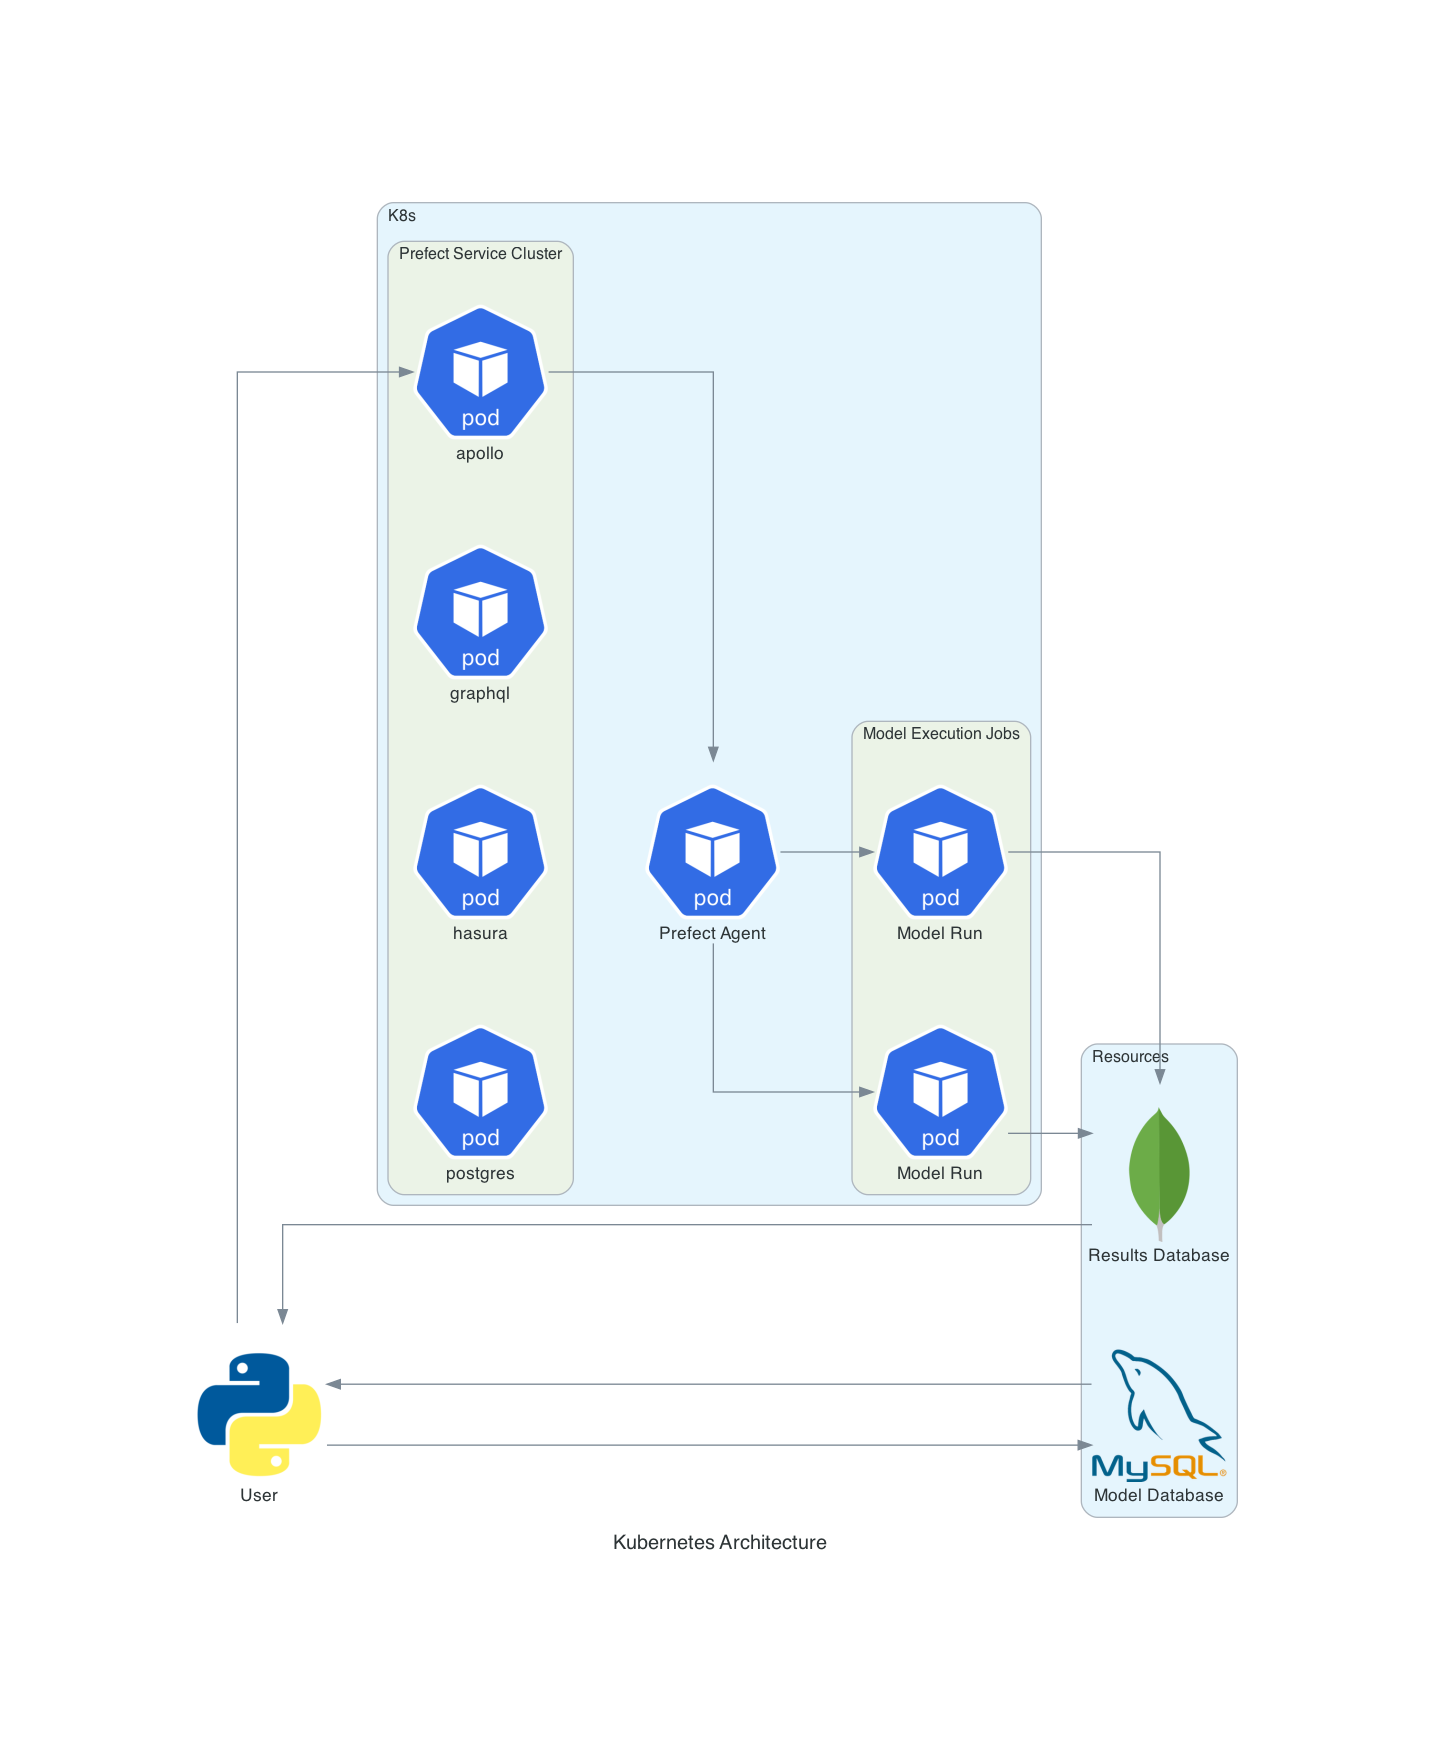 K8s
Prefect Service Cluster
pod
apollo
pod
graphql
Model Execution Jobs
pod
hasura
pod
Prefect Agent
pod
Model Run
pod
postgres
pod
Model Run
Resources
Results Database
User
MySQL®
Model Database
Kubernetes Architecture